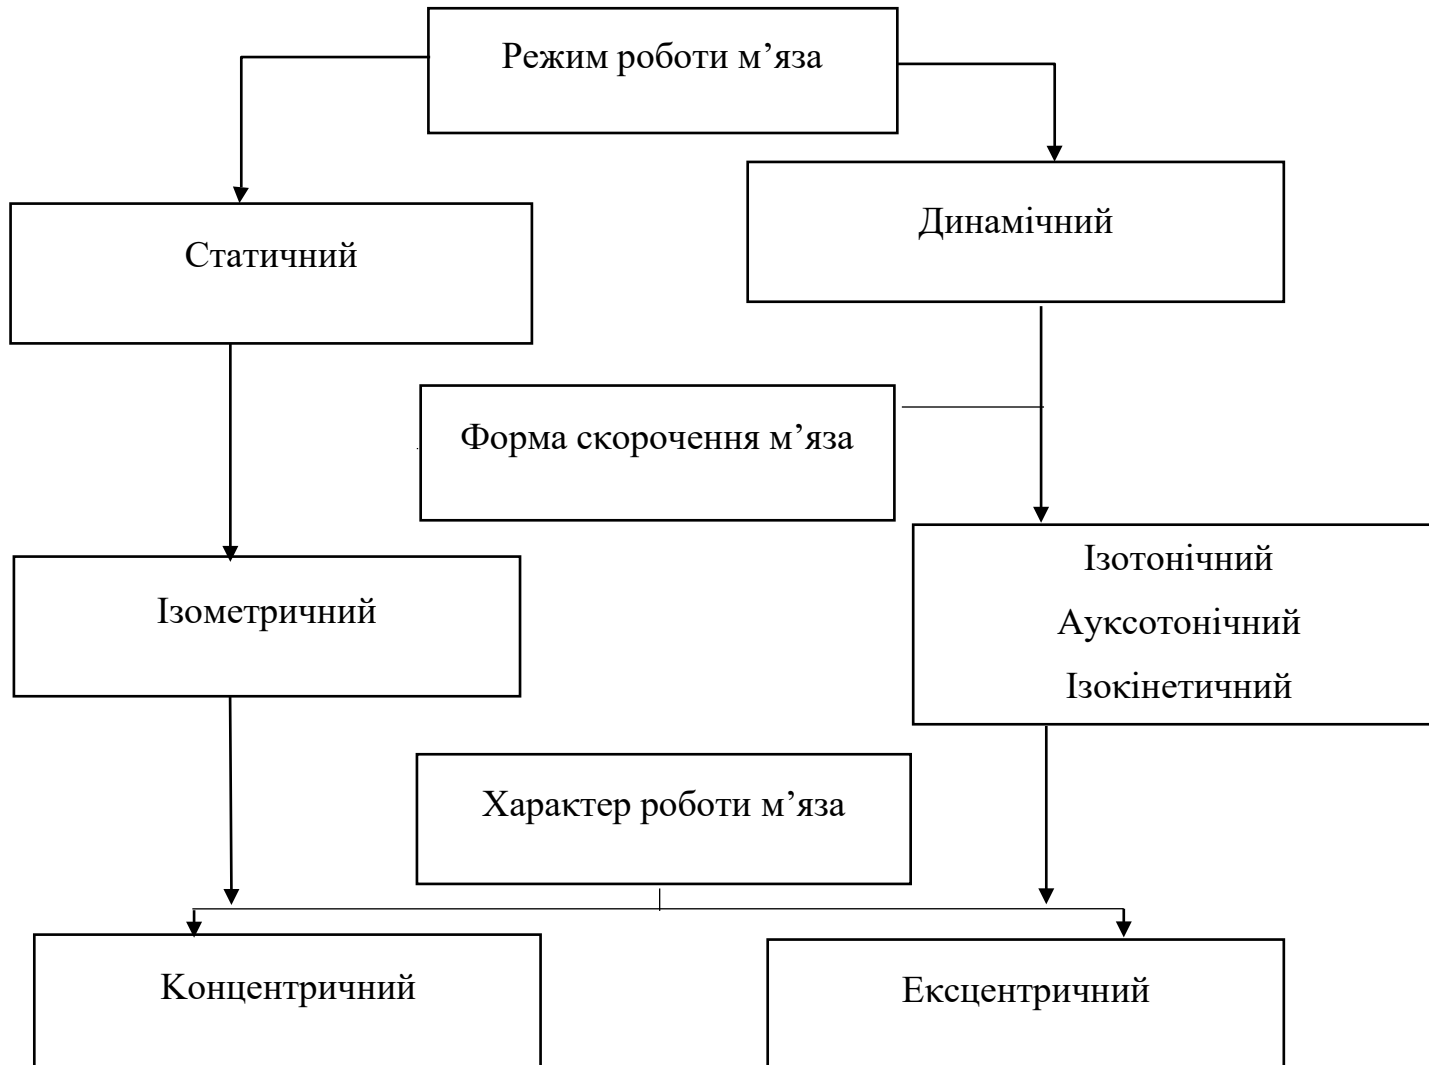 Режим роботи м’яза
Динамічний
Статичний
Форма скорочення м’яза
Ізотонічний
Ауксотонічний
Ізокінетичний
Ізометричний
Характер роботи м’яза
Концентричний
Ексцентричний